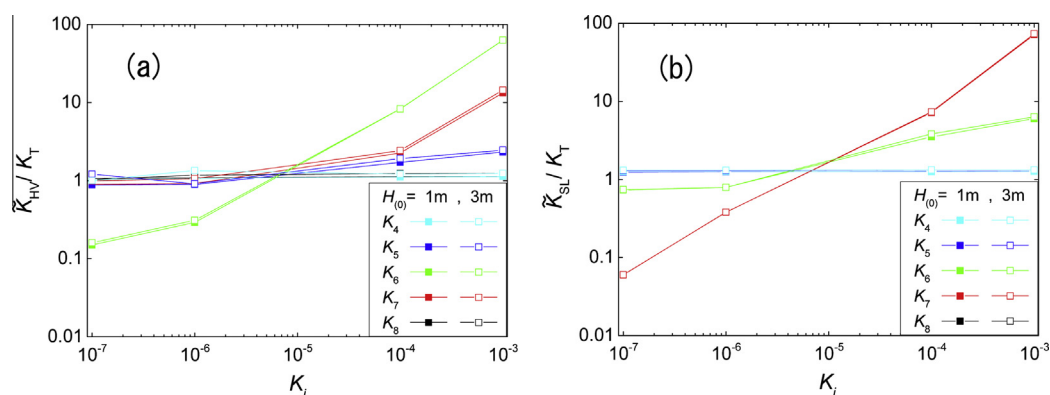 (a)
K̃HV / KT
100
10
1
0.1
0.01
10-7 10-6 10-5 10-4 10-3
Ki
H(0)= 1m , 3m
K4
K5
K6
K7
K8
(b)
K̃SL / KT
100
10
1
0.1
0.01
10-7 10-6 10-5 10-4 10-3
Ki
H(0)= 1m , 3m
K4
K5
K6
K7
K8